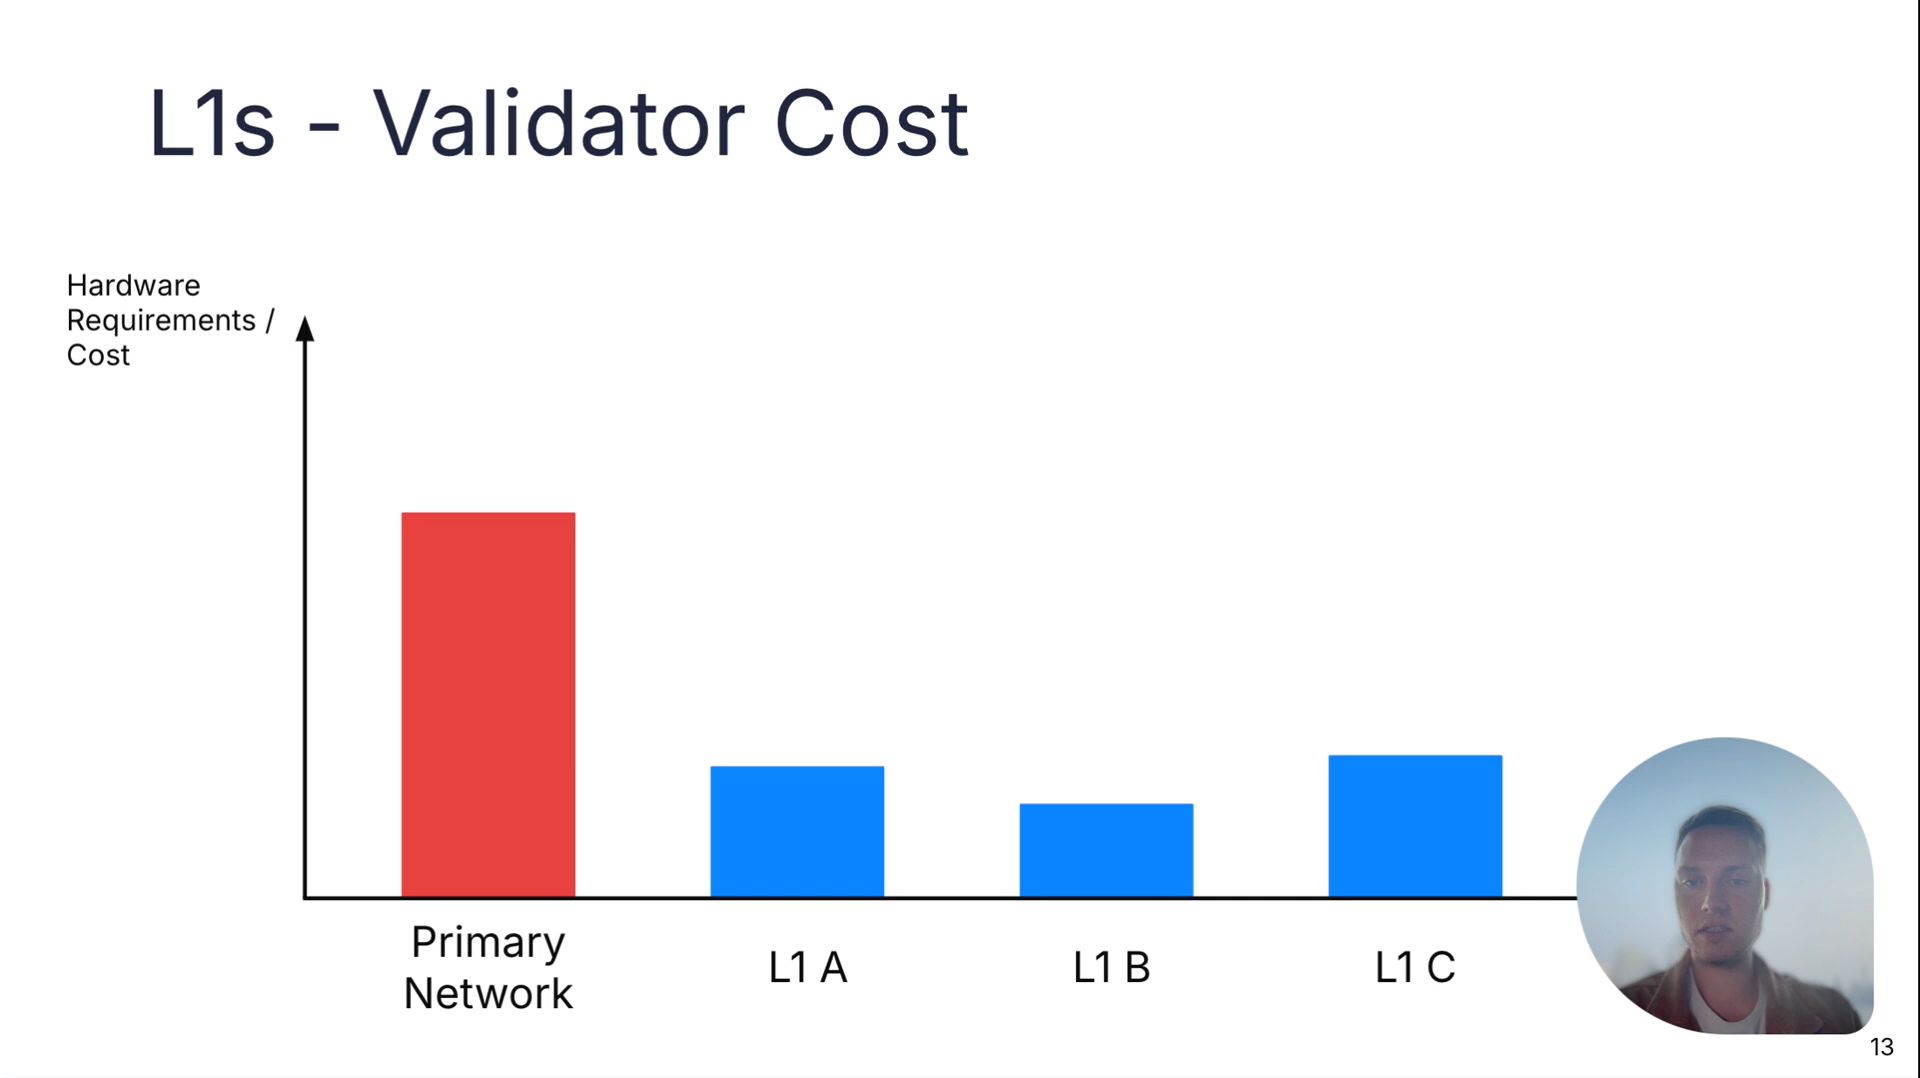 L1s - Validator Cost
Hardware
Requirements /
Cost
Primary
Network
L1 A
L1 B
L1 C
13